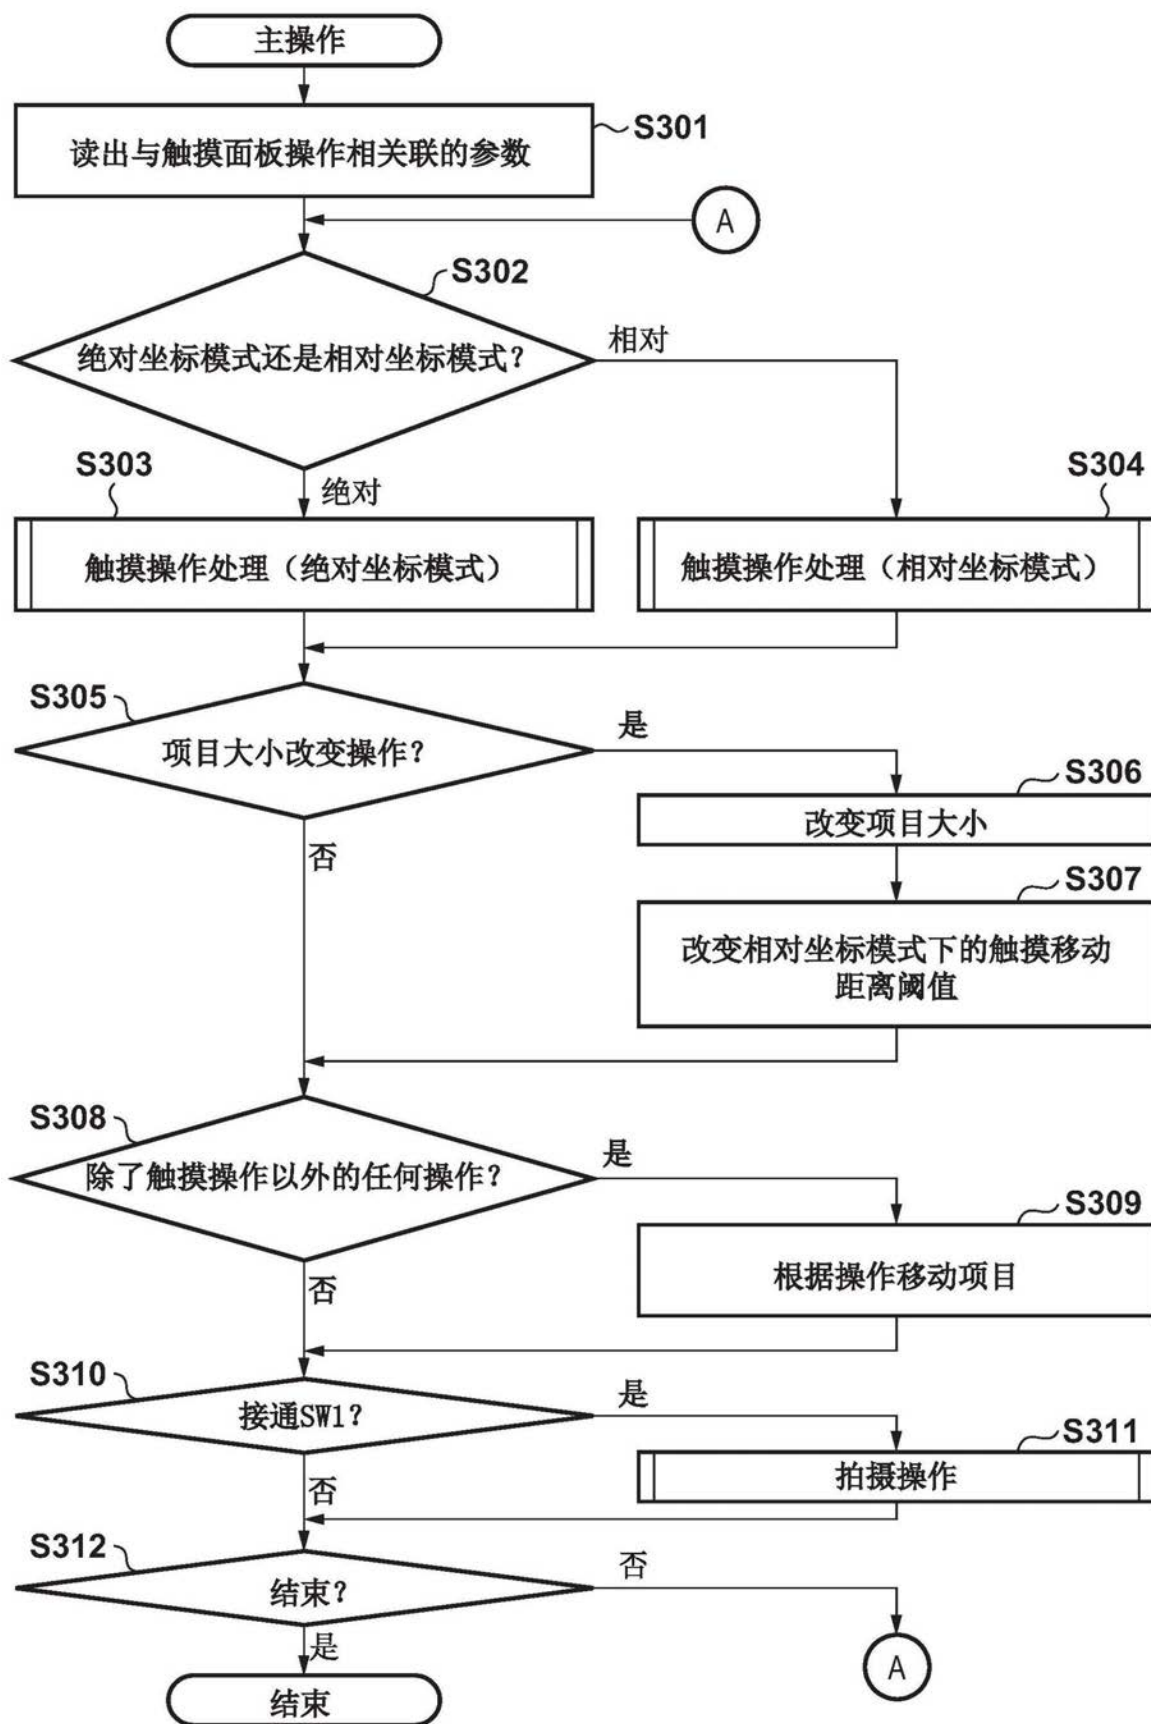 主操作
S301
读出与触摸面板操作相关联的参数
A
S302
绝对坐标模式还是相对坐标模式?
相对
绝对
S303
触摸操作处理(绝对坐标模式)
S304
触摸操作处理(相对坐标模式)
S305
项目大小改变操作?
是
否
S306
改变项目大小
S307
改变相对坐标模式下的触摸移动
距离阈值
S308
除了触摸操作以外的任何操作?
是
否
S309
根据操作移动项目
S310
接通SW1?
是
否
S311
拍摄操作
S312
结束?
否
是
A
结束